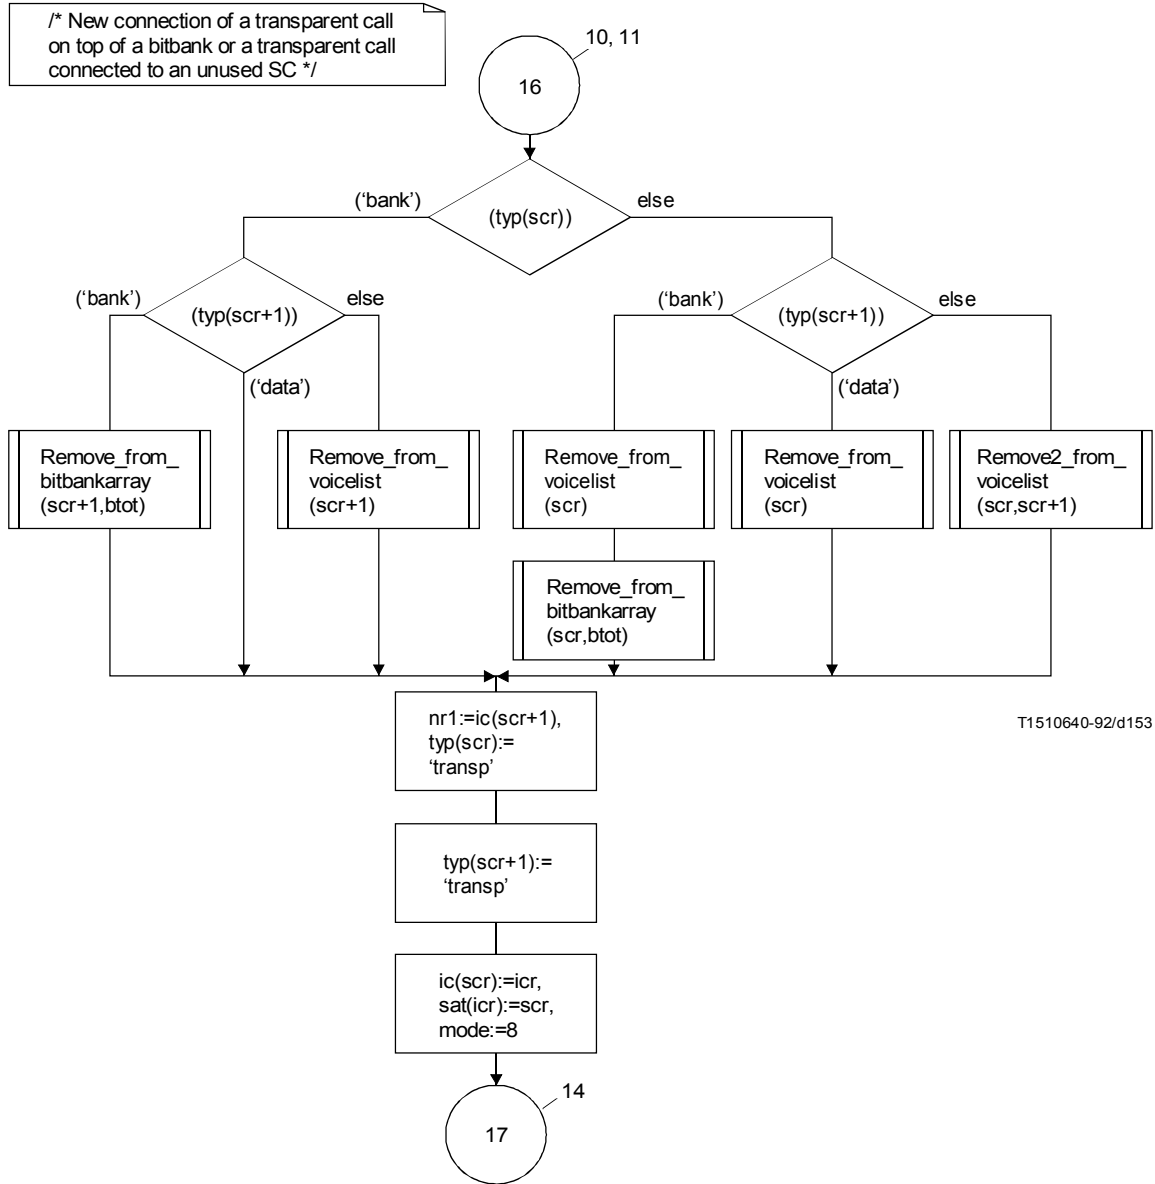 /* New connection of a transparent call
on top of a bitbank or a transparent call
connected to an unused SC */
10, 11
16
(‘bank’)
(typ(scr))
else
(‘bank’)
(typ(scr+1))
else
(‘data’)
(‘bank’)
(typ(scr+1))
else
(‘data’)
Remove_from_
bitbankarray
(scr+1,btot)
Remove_from_
voicelist
(scr+1)
Remove_from_
voicelist
(scr)
Remove_from_
voicelist
(scr)
Remove2_from_
voicelist
(scr,scr+1)
Remove_from_
bitbankarray
(scr,btot)
nr1:=ic(scr+1),
typ(scr):=
‘transp’
T1510640-92/d153
typ(scr+1):=
‘transp’
ic(scr):=icr,
sat(icr):=scr,
mode:=8
14
17